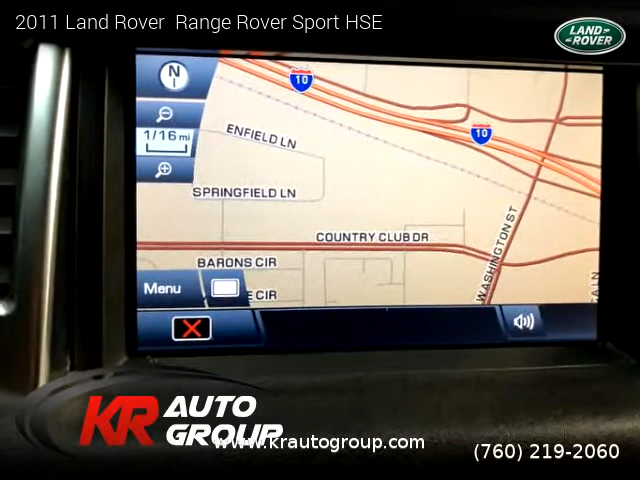 2011 Land Rover  Range Rover Sport HSE
LAND-
-ROVER
N
10
1/16 mi
10
ENFIELD LN
SPRINGFIELD LN
COUNTRY CLUB DR
WASHINGTON ST
BARONS CIR
Menu
E CIR
LN
KR AUTO
GROUP
www.krautogroup.com
(760) 219-2060